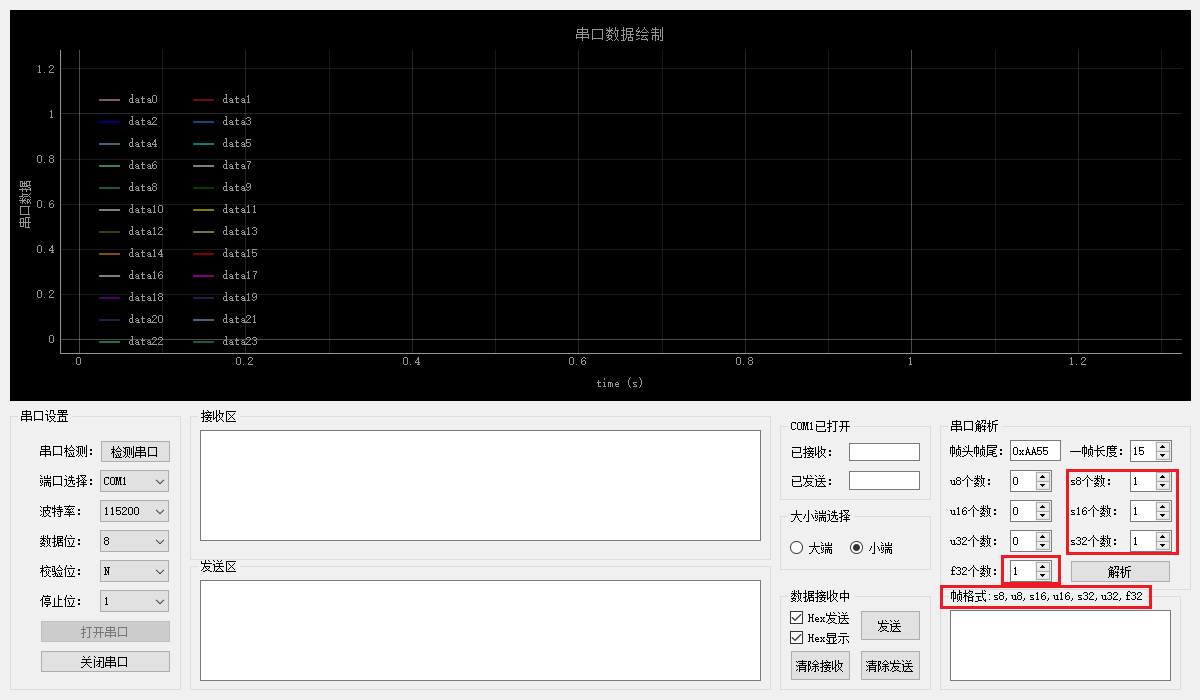 串口数据绘制
1.2
1
0.8
0.6
0.4
0.2
0
串口数据
data0 data1
data2 data3
data4 data5
data6 data7
data8 data9
data10 data11
data12 data13
data14 data15
data16 data17
data18 data19
data20 data21
data22 data23
0 0.2 0.4 0.6 0.8 1 1.2
time (s)
串口设置
串口检测: 检测串口
端口选择: COM1
波特率: 115200
数据位: 8
校验位: N
停止位: 1
打开串口
关闭串口
接收区
发送区
COM1已打开
已接收:
已发送:
大小端选择
大端 小端
数据接收中
Hex发送
Hex显示
发送
清除接收 清除发送
串口解析
帧头帧尾: 0xAA55 一帧长度: 15
u8个数: 0 s8个数: 1
u16个数: 0 s16个数: 1
u32个数: 0 s32个数: 1
f32个数: 1 解析
帧格式:s8,u8,s16,u16,s32,u32,f32